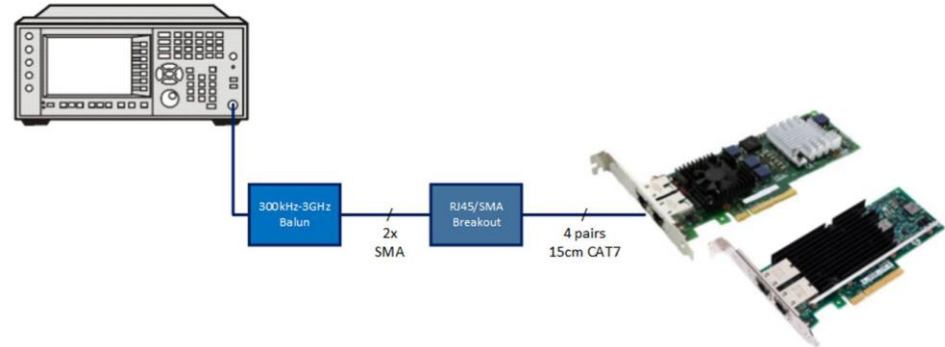 300kHz-3GHz
Balun
2x
SMA
RJ45/SMA
Breakout
4 pairs
15cm CAT7